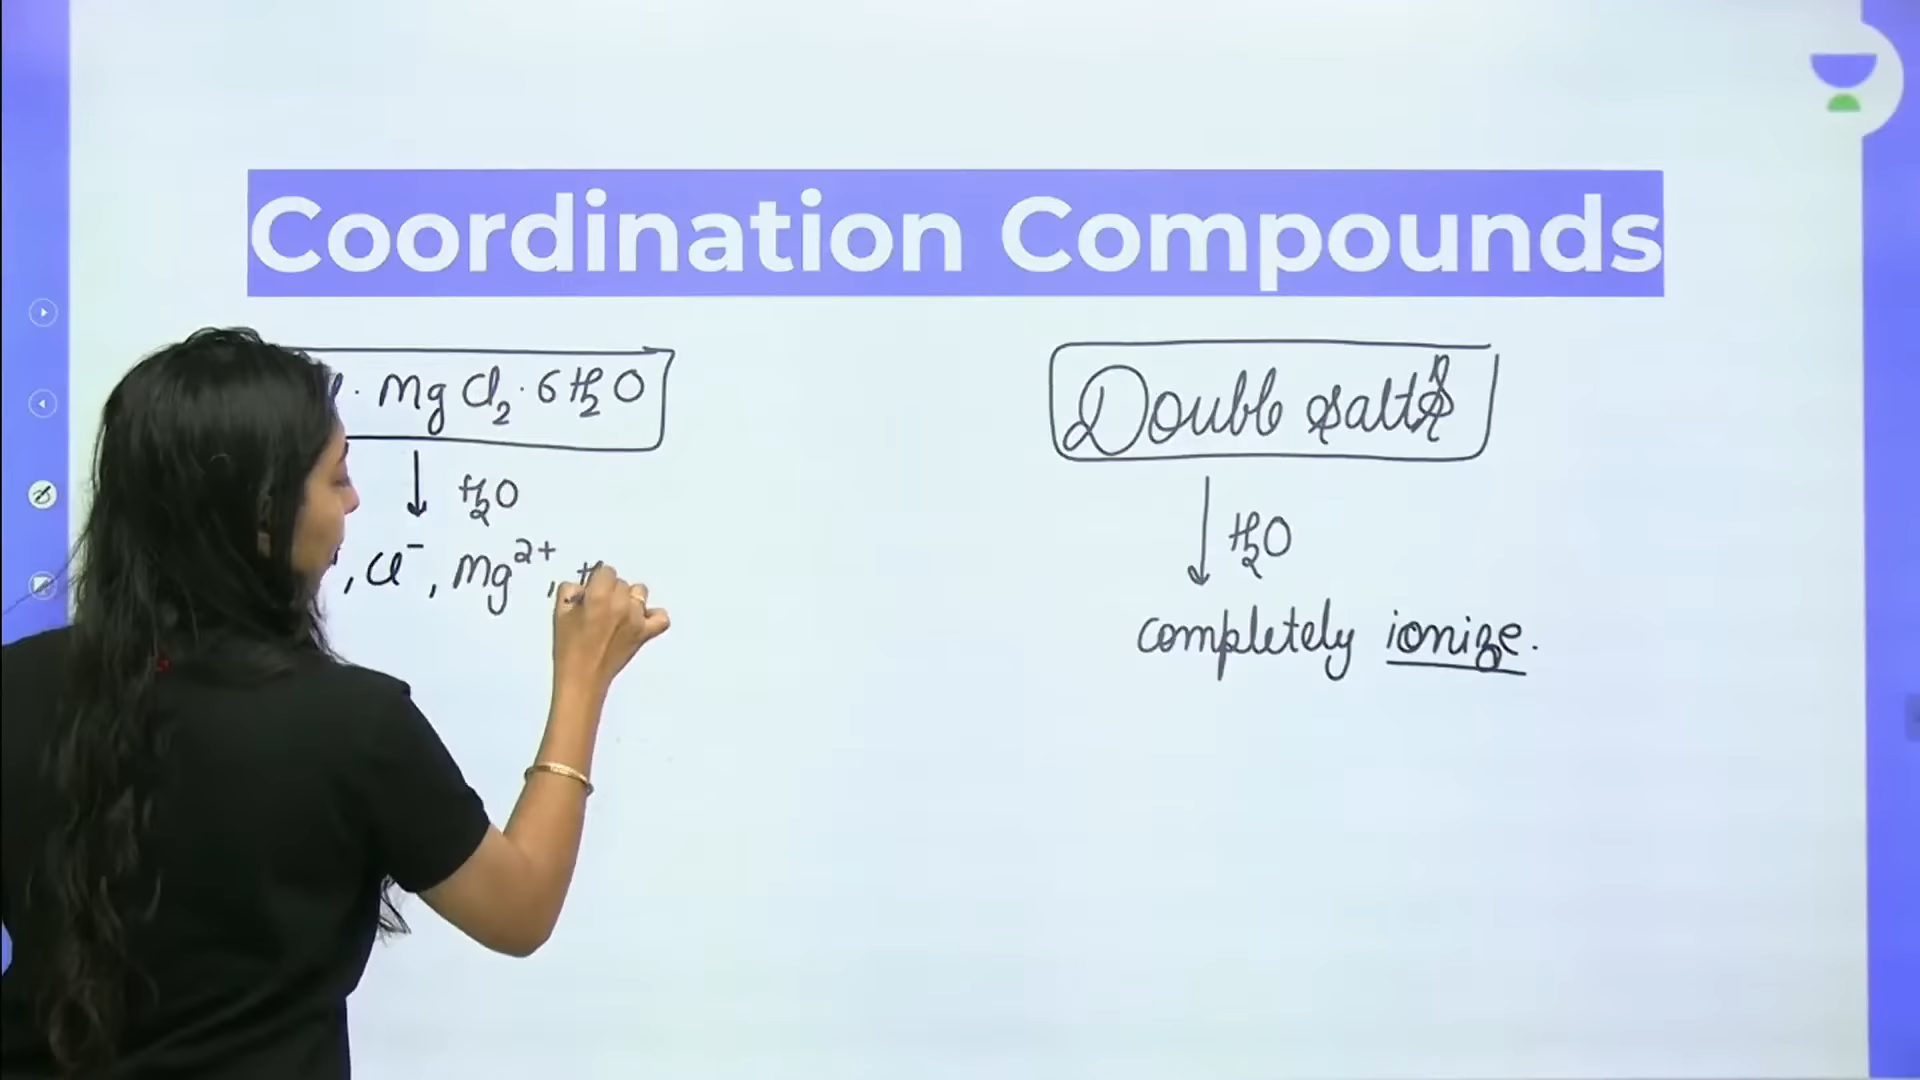 Coordination Compounds
· MgCl₂ · 6H₂O
H₂O
, Cl⁻, Mg²⁺,
Double Salts
H₂O
completely ionize.